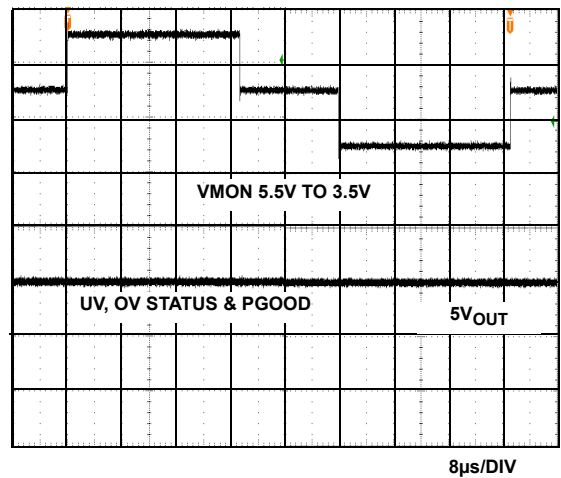 T
T
VMON 5.5V TO 3.5V
UV, OV STATUS & PGOOD
5VOUT
8µs/DIV